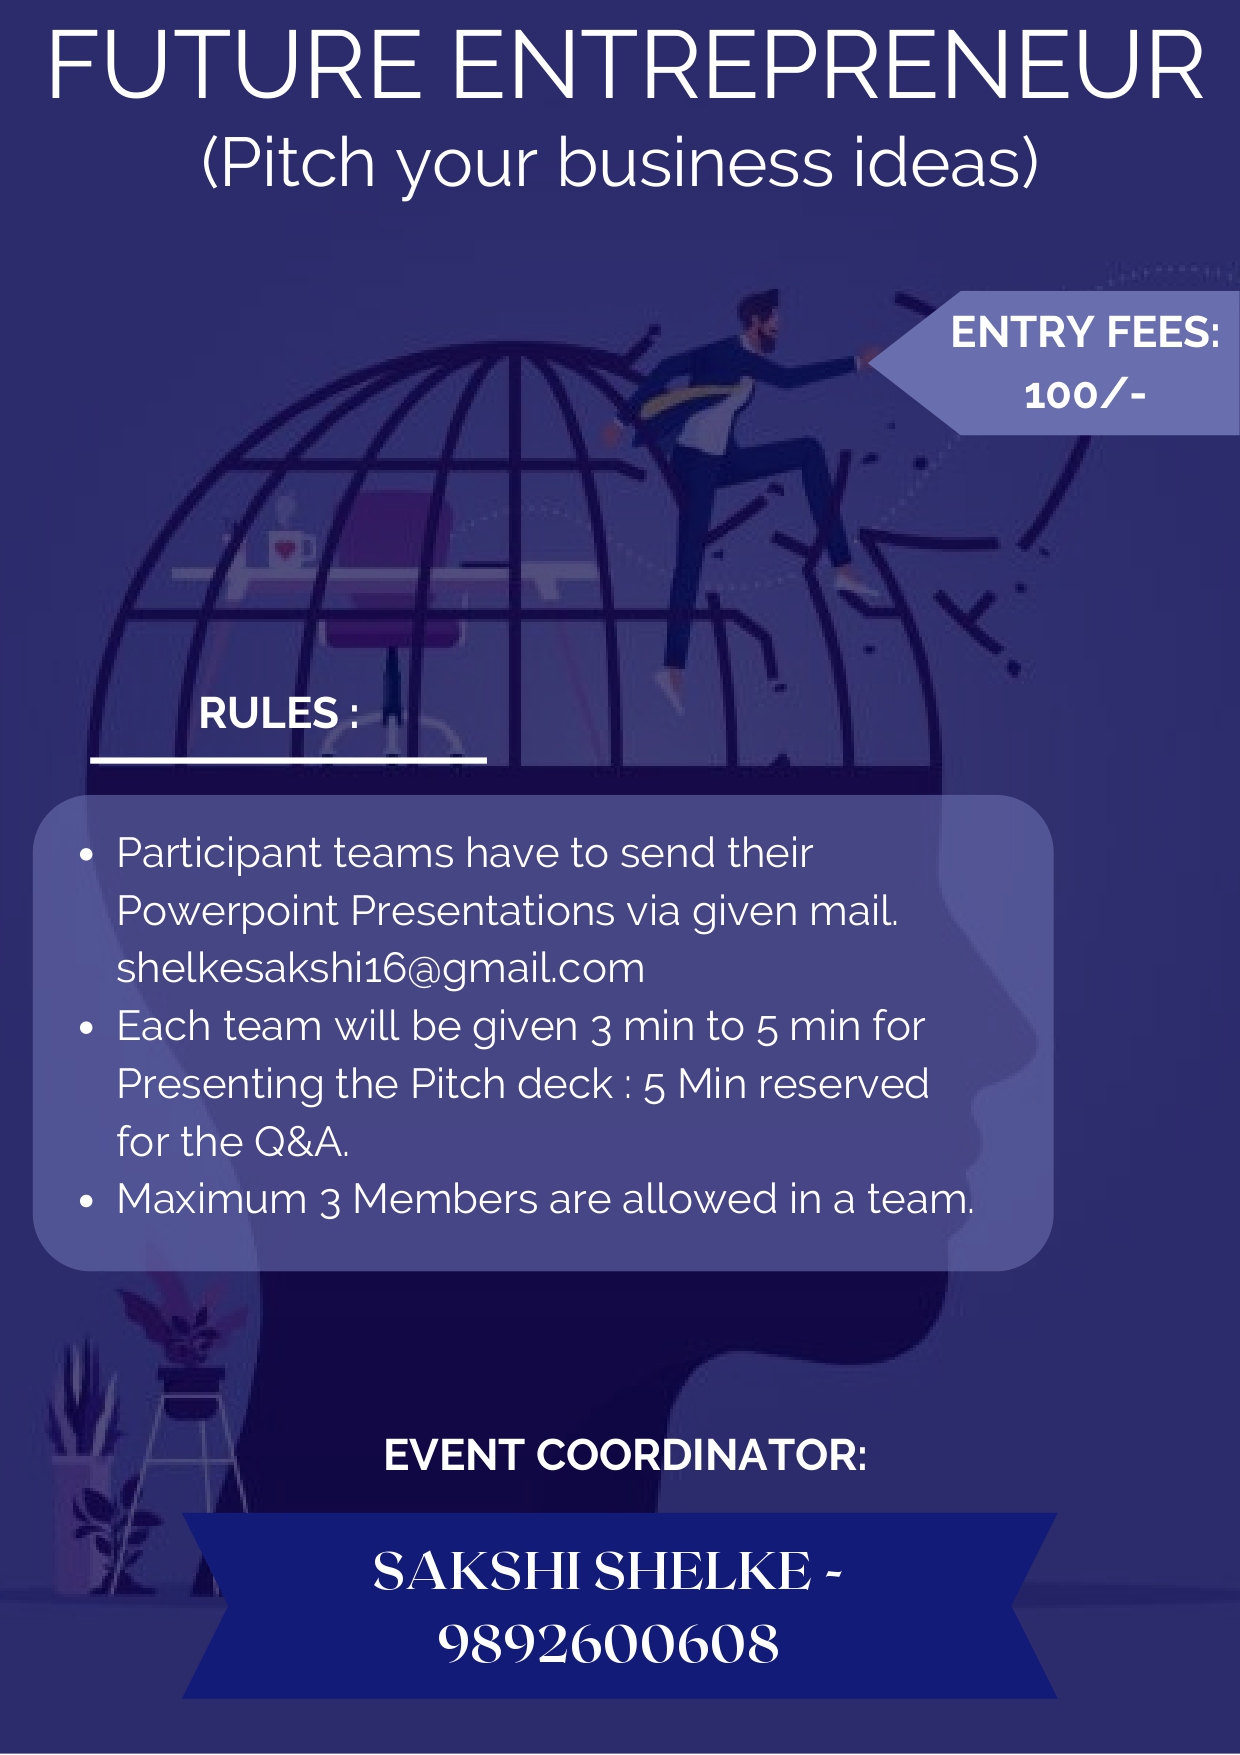 FUTURE ENTREPRENEUR
(Pitch your business ideas)
ENTRY FEES:
100/-
RULES :
• Participant teams have to send their
Powerpoint Presentations via given mail.
shelkesakshi16@gmail.com
• Each team will be given 3 min to 5 min for
Presenting the Pitch deck : 5 Min reserved
for the Q&A.
• Maximum 3 Members are allowed in a team.
EVENT COORDINATOR:
SAKSHI SHELKE -
9892600608